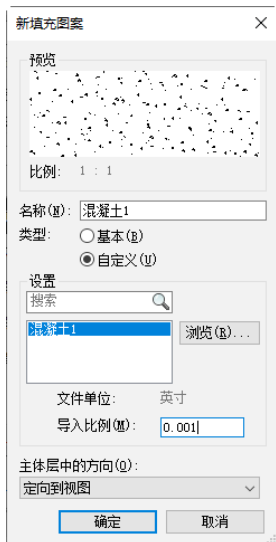 新填充图案
预览
比例: 1 : 1
名称(N): 混凝土1
类型: 基本(B)
自定义(U)
设置
搜索
混凝土1
浏览(R)...
文件单位: 英寸
导入比例(M): 0.001
主体层中的方向(O):
定向到视图
确定 取消